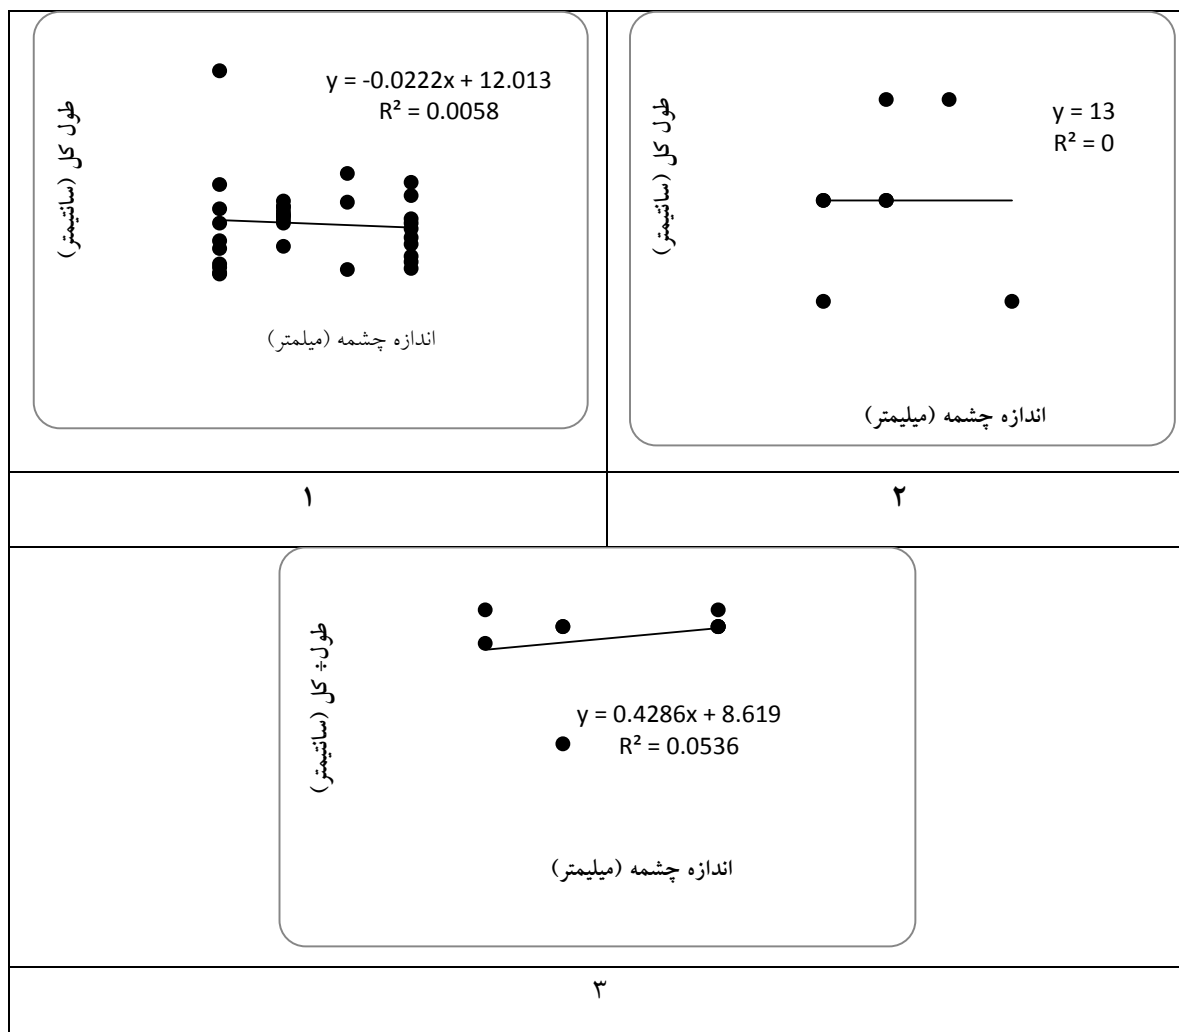 y = -0.0222x + 12.013
R² = 0.0058
طول کل (سانتیمتر)
اندازه چشمه (میلمتر)
y = 13
R² = 0
طول کل (سانتیمتر)
اندازه چشمه (میلیمتر)
۱
۲
طول÷ کل (سانتیمتر)
y = 0.4286x + 8.619
R² = 0.0536
اندازه چشمه (میلیمتر)
۳